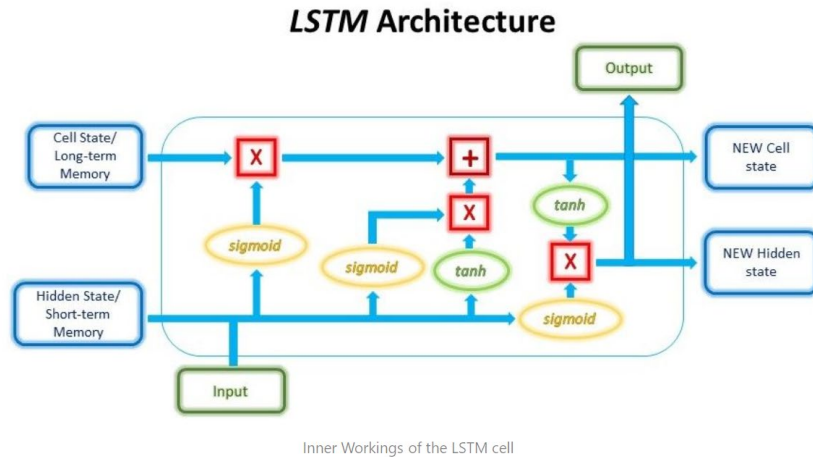 LSTM Architecture
Output
Cell State/
Long-term
Memory
X
+
NEW Cell
state
tanh
X
sigmoid
sigmoid
tanh
X
NEW Hidden
state
Hidden State/
Short-term
Memory
sigmoid
Input
Inner Workings of the LSTM cell